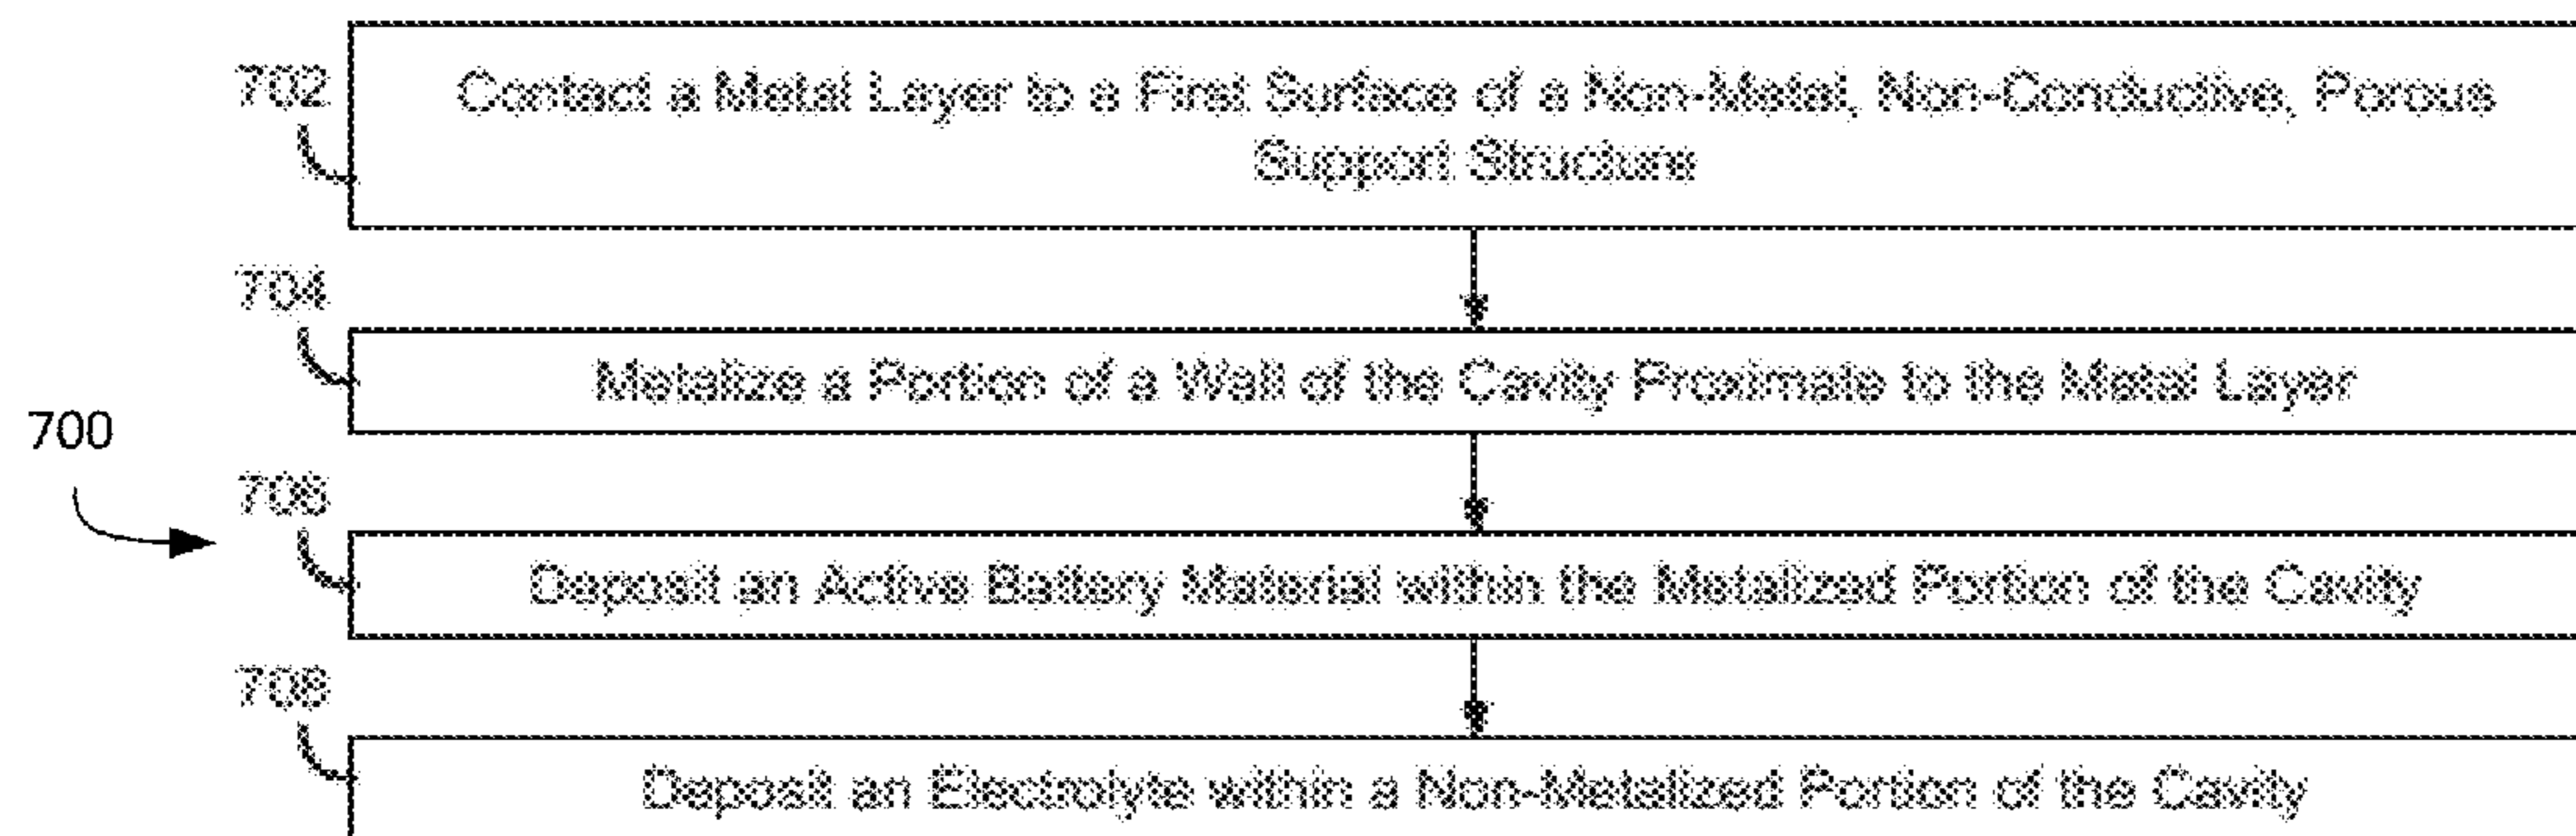 702
Contact a Metal Layer to a First Surface of a Non-Metal, Non-Conductive, Porous
Support Structure
704
Metalize a Portion of a Wall of the Cavity Proximate to the Metal Layer
700
706
Deposit an Active Battery Material within the Metalized Portion of the Cavity
708
Deposit an Electrolyte within a Non-Metalized Portion of the Cavity